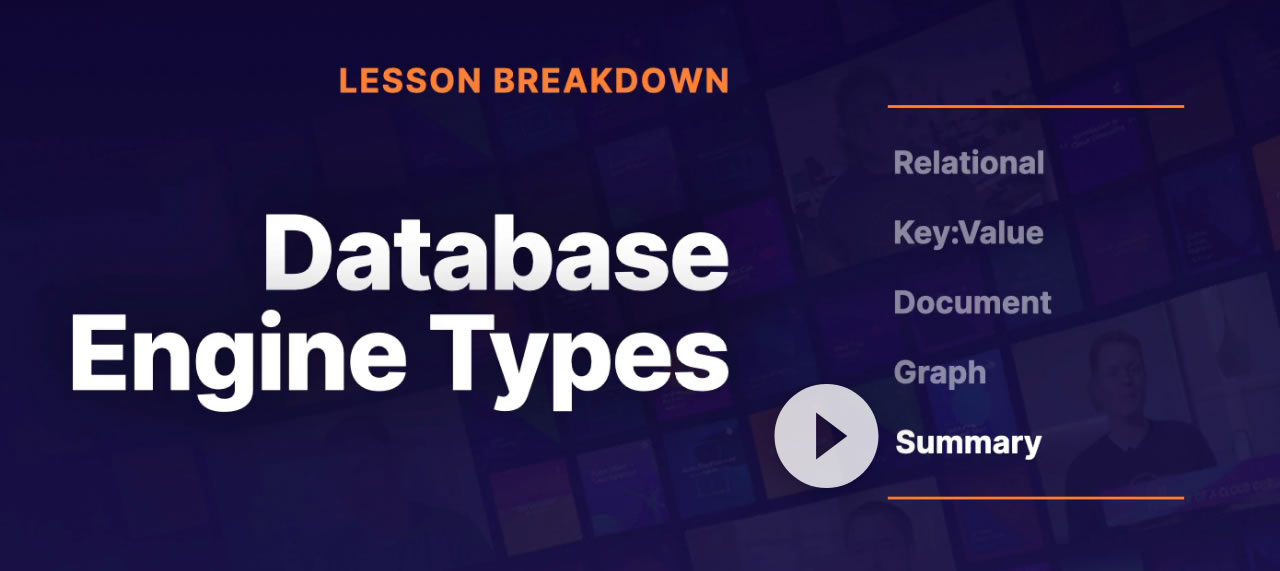 LESSON BREAKDOWN
Database
Engine Types
Relational
Key:Value
Document
Graph
Summary